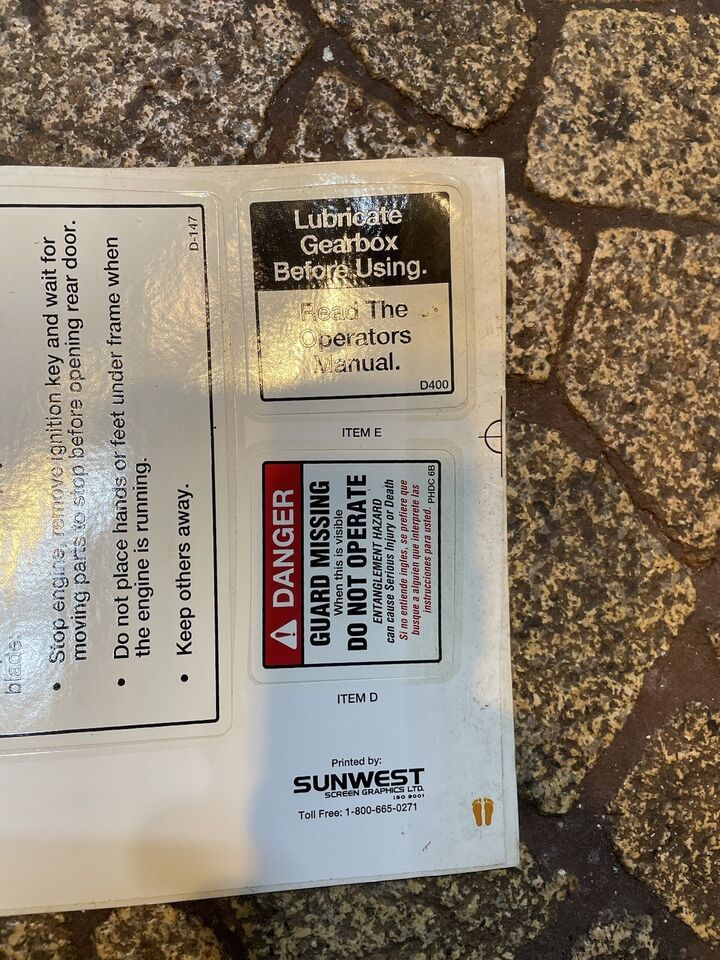 blade.
• Stop engine, remove ignition key and wait for
moving parts to stop before opening rear door.
• Do not place hands or feet under frame when
the engine is running.
• Keep others away.
D-147
Lubricate
Gearbox
Before Using.
Read The
Operators
Manual.
D400
ITEM E
DANGER
GUARD MISSING
When this is visible
DO NOT OPERATE
ENTANGLEMENT HAZARD
can cause Serious Injury or Death
Si no entiende ingles, se prefiere que
busque a alguien que interprete las
instrucciones para usted.
PHDC 6B
ITEM D
Printed by:
SUNWEST
SCREEN GRAPHICS LTD.
ISO 9001
Toll Free: 1-800-665-0271